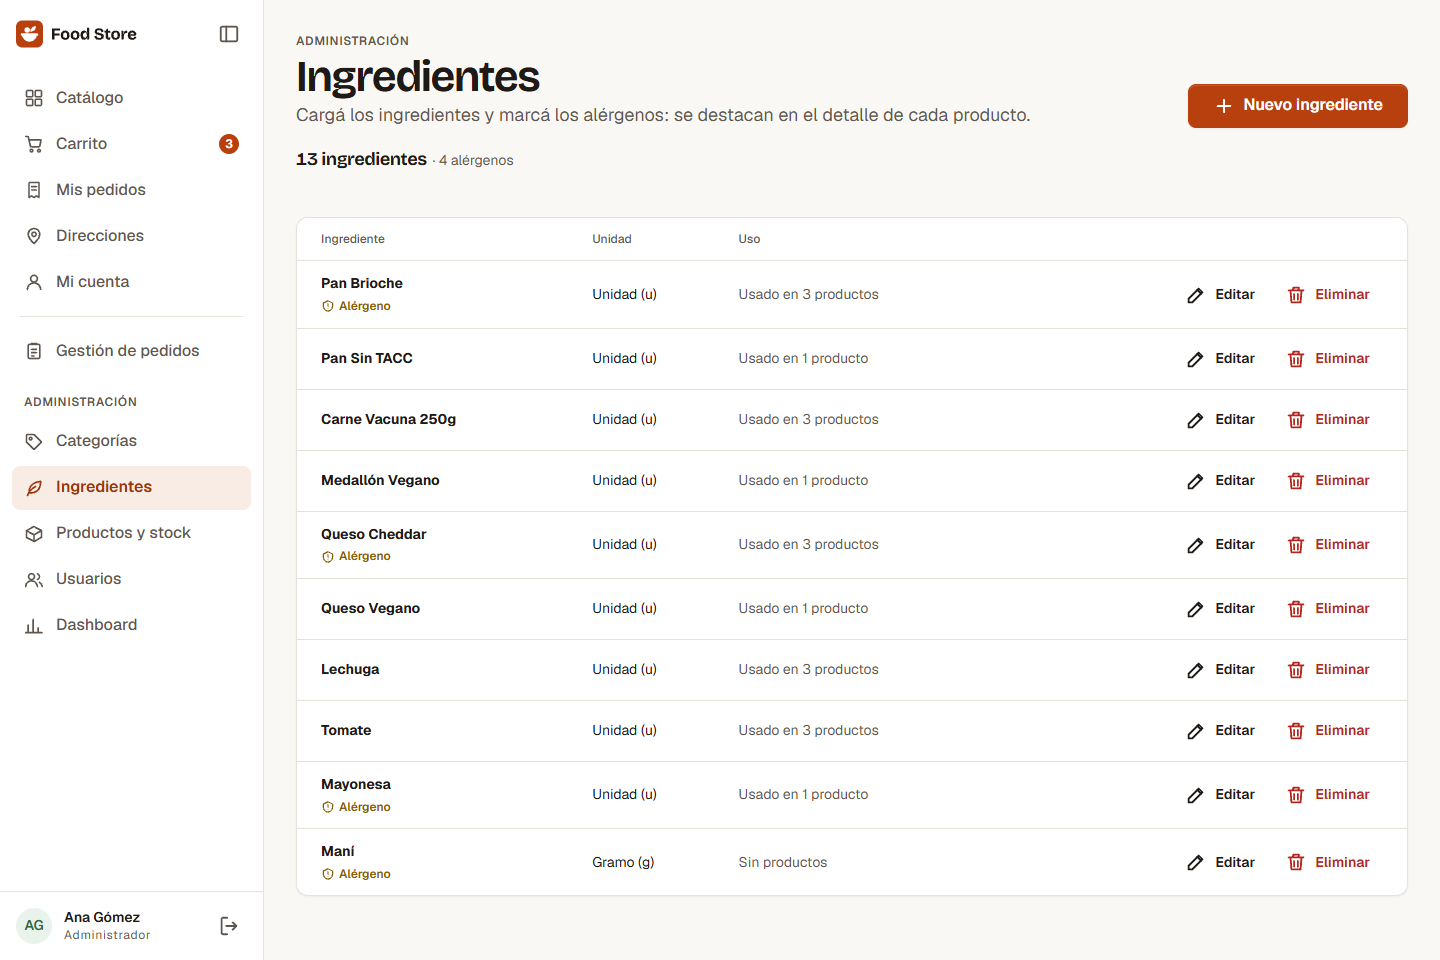 Food Store
Catálogo
Carrito 3
Mis pedidos
Direcciones
Mi cuenta
Gestión de pedidos
ADMINISTRACIÓN
Categorías
Ingredientes
Productos y stock
Usuarios
Dashboard
AG Ana Gómez
Administrador
ADMINISTRACIÓN
Ingredientes
Cargá los ingredientes y marcá los alérgenos: se destacan en el detalle de cada producto.
13 ingredientes · 4 alérgenos
Nuevo ingrediente
Ingrediente Unidad Uso
Pan Brioche
Alérgeno
Unidad (u) Usado en 3 productos Editar Eliminar
Pan Sin TACC Unidad (u) Usado en 1 producto Editar Eliminar
Carne Vacuna 250g Unidad (u) Usado en 3 productos Editar Eliminar
Medallón Vegano Unidad (u) Usado en 1 producto Editar Eliminar
Queso Cheddar
Alérgeno
Unidad (u) Usado en 3 productos Editar Eliminar
Queso Vegano Unidad (u) Usado en 1 producto Editar Eliminar
Lechuga Unidad (u) Usado en 3 productos Editar Eliminar
Tomate Unidad (u) Usado en 3 productos Editar Eliminar
Mayonesa
Alérgeno
Unidad (u) Usado en 1 producto Editar Eliminar
Maní
Alérgeno
Gramo (g) Sin productos Editar Eliminar